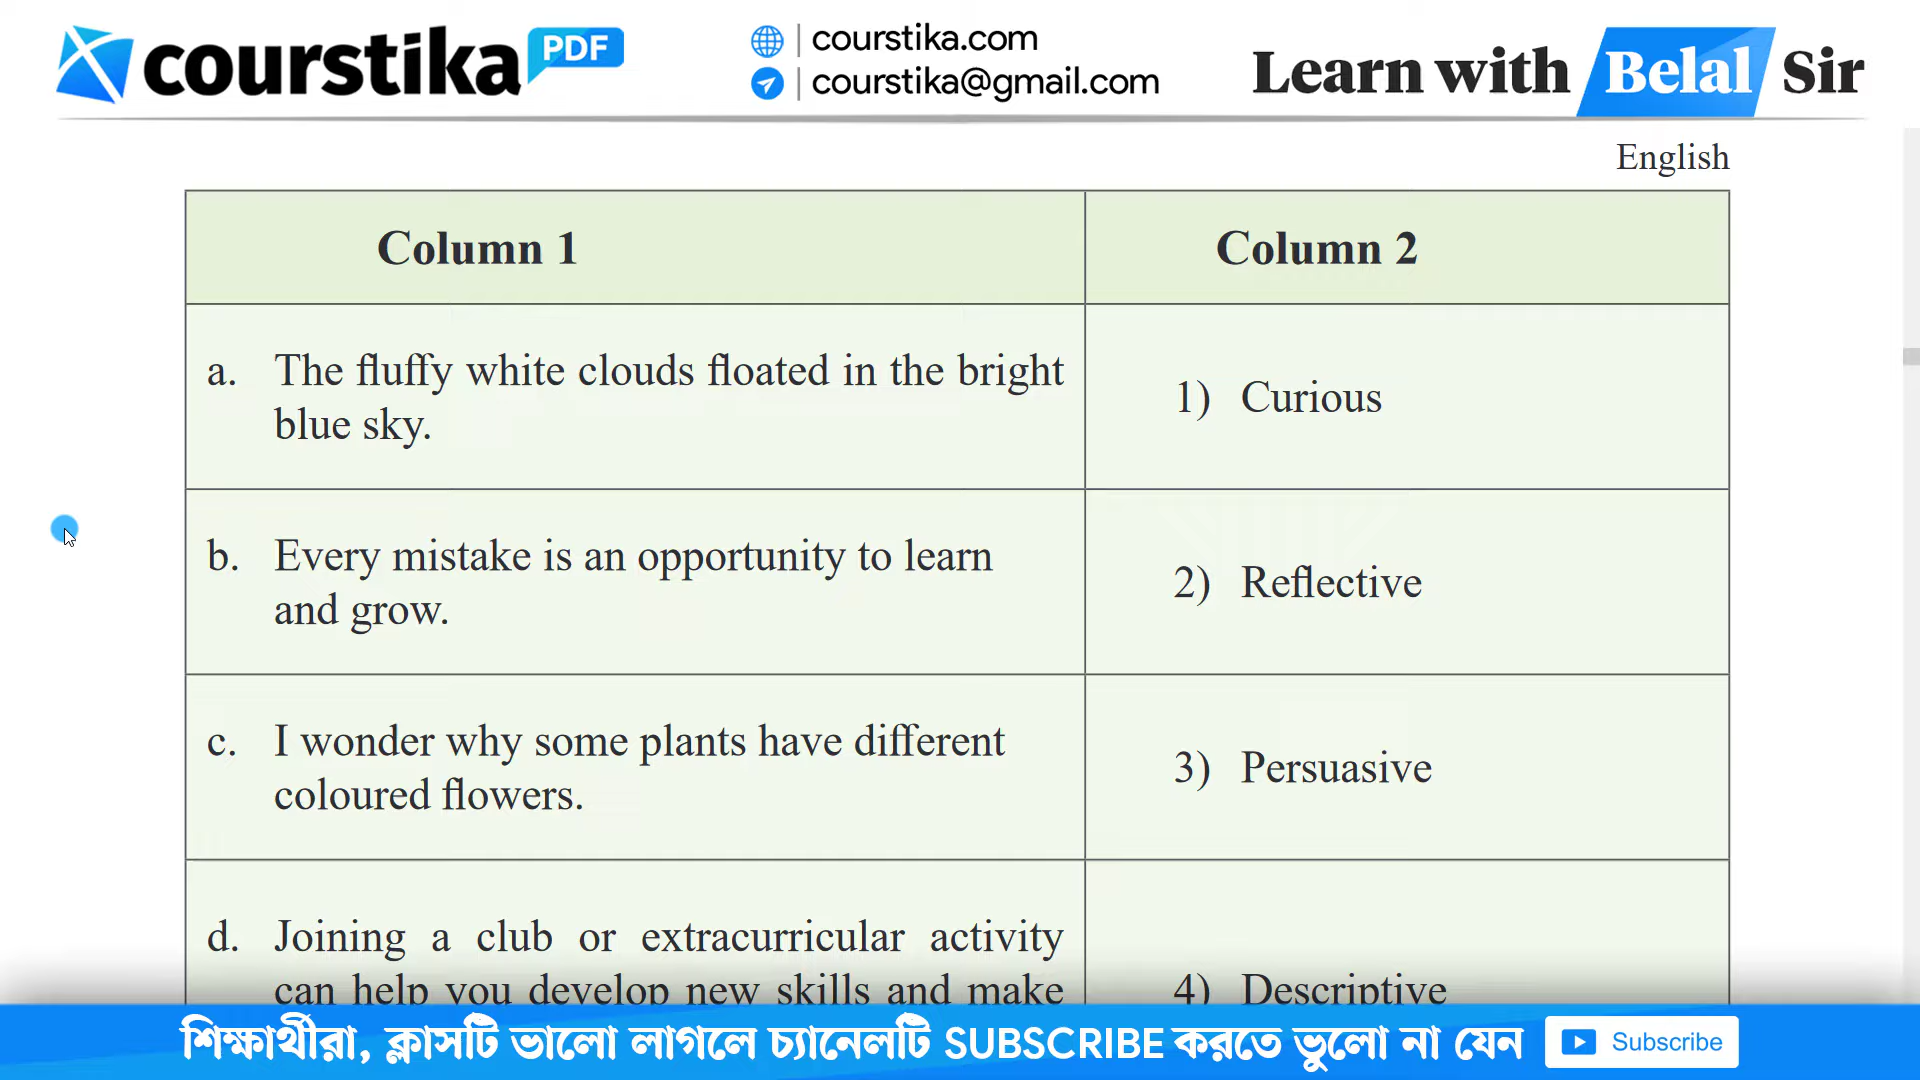 courstika PDF
courstika.com
courstika@gmail.com
Learn with Belal Sir
English
Column 1
Column 2
a. The fluffy white clouds floated in the bright
blue sky.
1) Curious
b. Every mistake is an opportunity to learn
and grow.
2) Reflective
c. I wonder why some plants have different
coloured flowers.
3) Persuasive
d. Joining a club or extracurricular activity
can help you develop new skills and make
4) Descriptive
শিক্ষার্থীরা, ক্লাসটি ভালো লাগলে চ্যানেলটি SUBSCRIBE করতে ভুলো না যেন
Subscribe